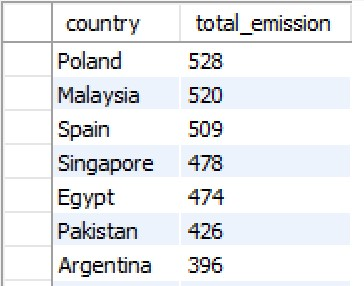 country total_emission
Poland 528
Malaysia 520
Spain 509
Singapore 478
Egypt 474
Pakistan 426
Argentina 396